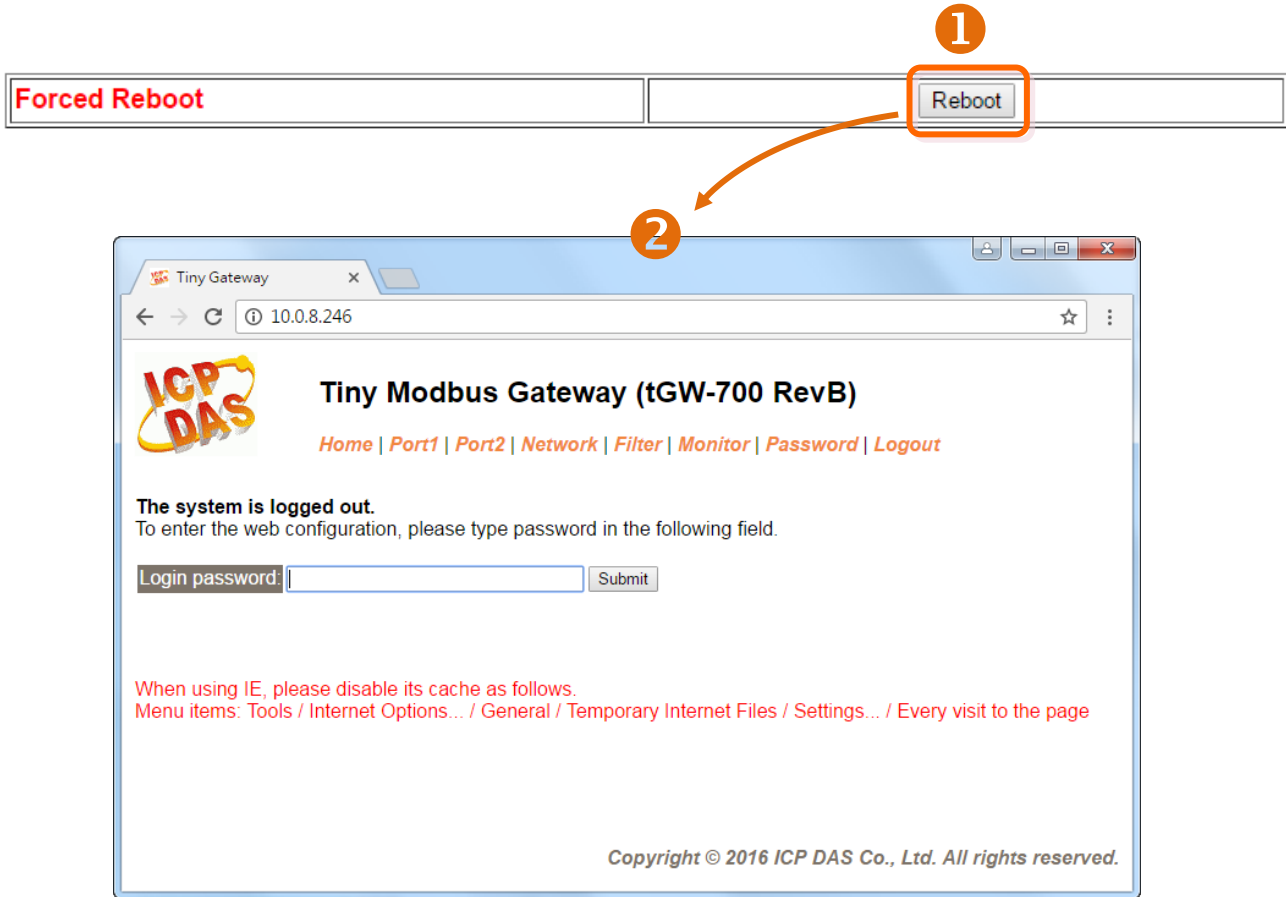 1
Forced Reboot Reboot
2
Tiny Gateway
10.0.8.246
ICP
DAS
Tiny Modbus Gateway (tGW-700 RevB)
Home | Port1 | Port2 | Network | Filter | Monitor | Password | Logout
The system is logged out.
To enter the web configuration, please type password in the following field.
Login password: Submit
When using IE, please disable its cache as follows.
Menu items: Tools / Internet Options... / General / Temporary Internet Files / Settings... / Every visit to the page
Copyright © 2016 ICP DAS Co., Ltd. All rights reserved.